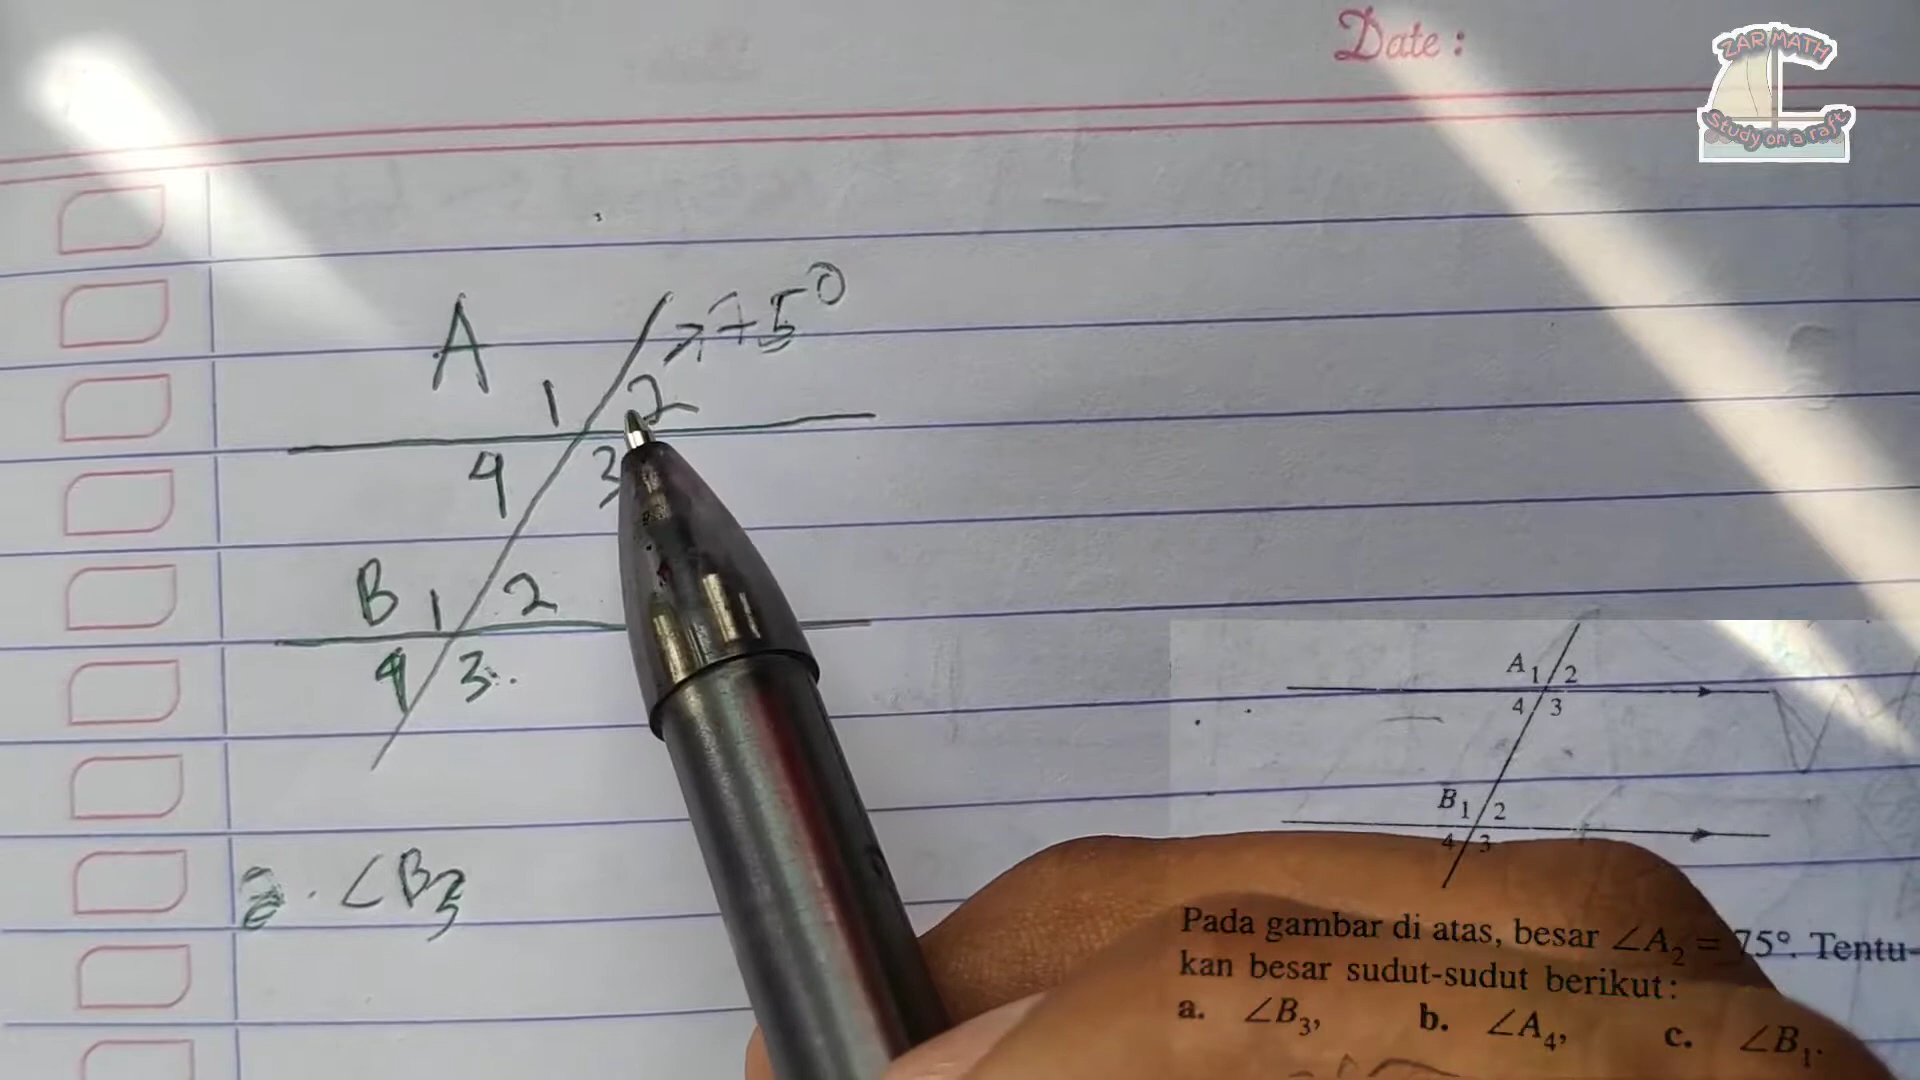 Date :
ZAR MATH
Study on a raft
A 1 2 75°
4 3
B 1 2
4 3
a. ∠B3
A1 2
4 3
B1 2
4 3
Pada gambar di atas, besar ∠A2 = 75°. Tentu-
kan besar sudut-sudut berikut:
a. ∠B3, b. ∠A4, c. ∠B1.